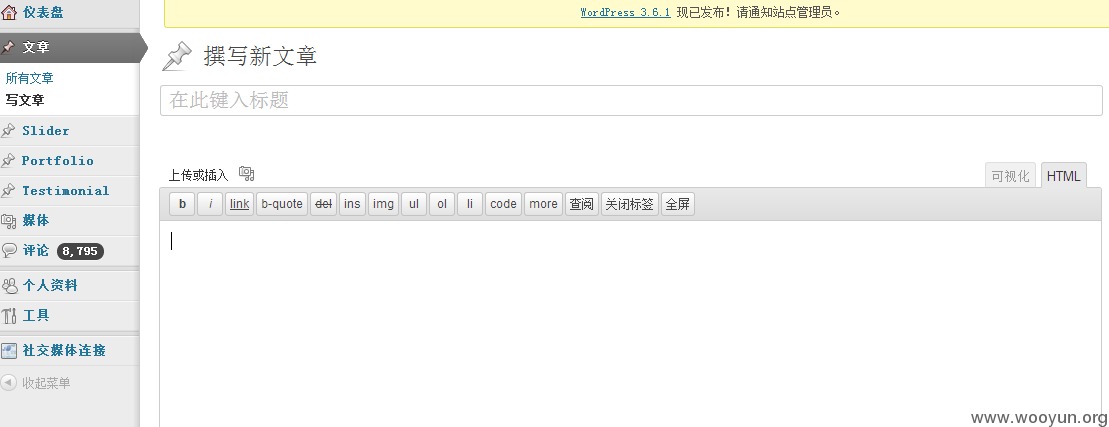 仪表盘
文章
所有文章
写文章
Slider
Portfolio
Testimonial
媒体
评论 8,795
个人资料
工具
社交媒体连接
收起菜单
WordPress 3.6.1 现已发布！请通知站点管理员。
撰写新文章
在此键入标题
上传或插入
可视化 HTML
b i link b-quote del ins img ul ol li code more 查阅 关闭标签 全屏
www.wooyun.org